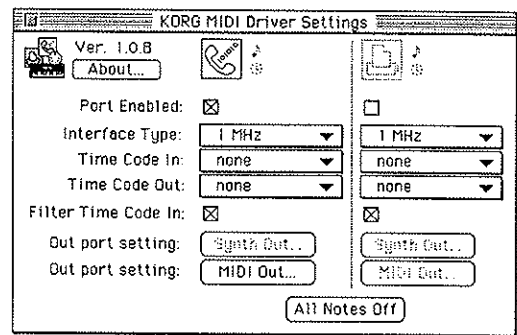 KORG MIDI Driver Settings
Ver. 1.0.8
About...
Port Enabled:
Interface Type: 1 MHz 1 MHz
Time Code In: none none
Time Code Out: none none
Filter Time Code In:
Out port setting: Synth Out... Synth Out...
Out port setting: MIDI Out... MIDI Out...
All Notes Off